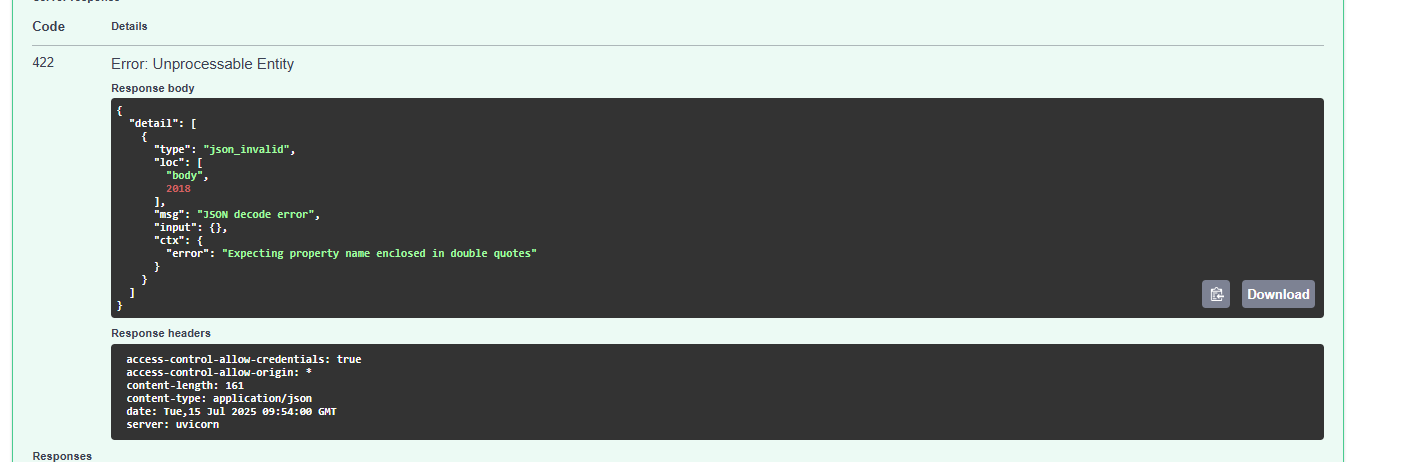 Server response
Code Details
422 Error: Unprocessable Entity
Response body
{
  "detail": [
    {
      "type": "json_invalid",
      "loc": [
        "body",
        2018
      ],
      "msg": "JSON decode error",
      "input": {},
      "ctx": {
        "error": "Expecting property name enclosed in double quotes"
      }
    }
  ]
}
Download
Response headers
access-control-allow-credentials: true
access-control-allow-origin: *
content-length: 161
content-type: application/json
date: Tue,15 Jul 2025 09:54:00 GMT
server: uvicorn
Responses